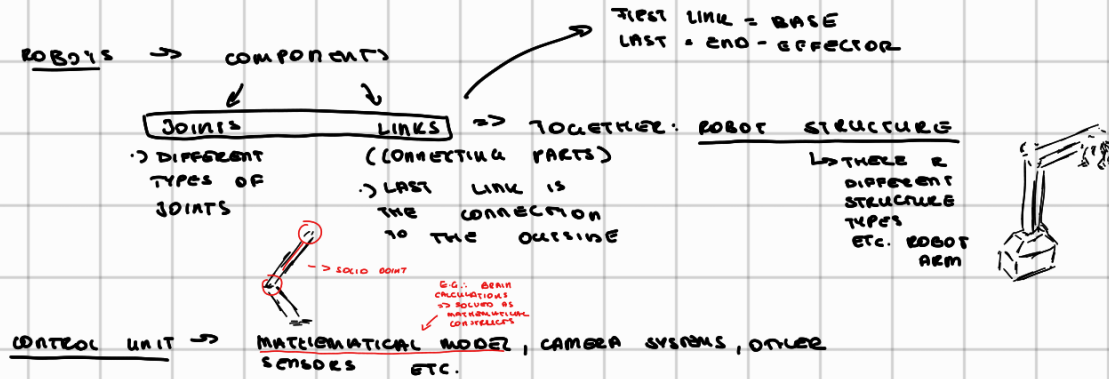 FIRST LINK = BASE
LAST = END-EFFECTOR
ROBOTS → COMPONENTS
JOINTS LINKS => TOGETHER: ROBOT STRUCTURE
·) DIFFERENT
TYPES OF
JOINTS
(CONNECTING PARTS)
·) LAST LINK IS
THE CONNECTION
TO THE OUTSIDE
↳ THERE R
DIFFERENT
STRUCTURE
TYPES
ETC. ROBOT
ARM
--> SOLID JOINT
E.G.: BRAIN
CALCULATIONS
=> SOLVED AS
MATHEMATICAL
CONSTRUCTS
CONTROL UNIT → MATHEMATICAL MODEL, CAMERA SYSTEMS, OTHER
SENSORS ETC.